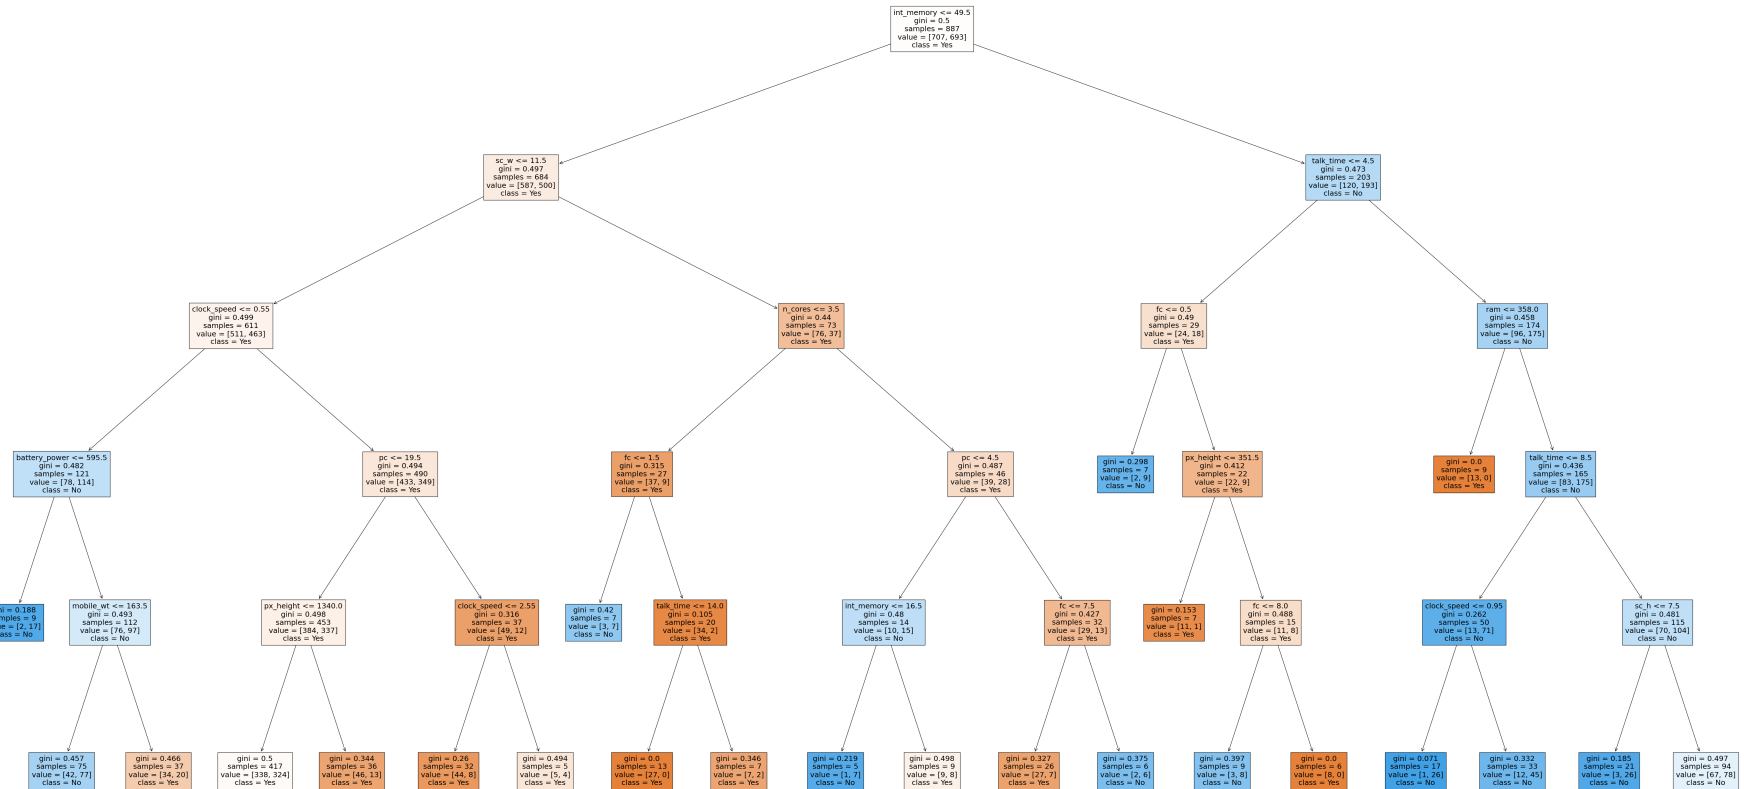 int_memory <= 49.5
gini = 0.5
samples = 887
value = [707, 693]
class = Yes
sc_w <= 11.5
gini = 0.497
samples = 684
value = [587, 500]
class = Yes
talk_time <= 4.5
gini = 0.473
samples = 203
value = [120, 193]
class = No
clock_speed <= 0.55
gini = 0.499
samples = 611
value = [511, 463]
class = Yes
n_cores <= 3.5
gini = 0.44
samples = 73
value = [76, 37]
class = Yes
fc <= 0.5
gini = 0.49
samples = 29
value = [24, 18]
class = Yes
ram <= 358.0
gini = 0.458
samples = 174
value = [96, 175]
class = No
battery_power <= 595.5
gini = 0.482
samples = 121
value = [78, 114]
class = No
pc <= 19.5
gini = 0.494
samples = 490
value = [433, 349]
class = Yes
fc <= 1.5
gini = 0.315
samples = 27
value = [37, 9]
class = Yes
pc <= 4.5
gini = 0.487
samples = 46
value = [39, 28]
class = Yes
gini = 0.298
samples = 7
value = [2, 9]
class = No
px_height <= 351.5
gini = 0.412
samples = 22
value = [22, 9]
class = Yes
gini = 0.0
samples = 9
value = [13, 0]
class = Yes
talk_time <= 8.5
gini = 0.436
samples = 165
value = [83, 175]
class = No
ni = 0.188
mples = 9
ue = [2, 17]
ass = No
mobile_wt <= 163.5
gini = 0.493
samples = 112
value = [76, 97]
class = No
px_height <= 1340.0
gini = 0.498
samples = 453
value = [384, 337]
class = Yes
clock_speed <= 2.55
gini = 0.316
samples = 37
value = [49, 12]
class = Yes
gini = 0.42
samples = 7
value = [3, 7]
class = No
talk_time <= 14.0
gini = 0.105
samples = 20
value = [34, 2]
class = Yes
int_memory <= 16.5
gini = 0.48
samples = 14
value = [10, 15]
class = No
fc <= 7.5
gini = 0.427
samples = 32
value = [29, 13]
class = Yes
gini = 0.153
samples = 7
value = [11, 1]
class = Yes
fc <= 8.0
gini = 0.488
samples = 15
value = [11, 8]
class = Yes
clock_speed <= 0.95
gini = 0.262
samples = 50
value = [13, 71]
class = No
sc_h <= 7.5
gini = 0.481
samples = 115
value = [70, 104]
class = No
gini = 0.457
samples = 75
value = [42, 77]
class = No
gini = 0.466
samples = 37
value = [34, 20]
class = Yes
gini = 0.5
samples = 417
value = [338, 324]
class = Yes
gini = 0.344
samples = 36
value = [46, 13]
class = Yes
gini = 0.26
samples = 32
value = [44, 8]
class = Yes
gini = 0.494
samples = 5
value = [5, 4]
class = Yes
gini = 0.0
samples = 13
value = [27, 0]
class = Yes
gini = 0.346
samples = 7
value = [7, 2]
class = Yes
gini = 0.219
samples = 5
value = [1, 7]
class = No
gini = 0.498
samples = 9
value = [9, 8]
class = Yes
gini = 0.327
samples = 26
value = [27, 7]
class = Yes
gini = 0.375
samples = 6
value = [2, 6]
class = No
gini = 0.397
samples = 9
value = [3, 8]
class = No
gini = 0.0
samples = 6
value = [8, 0]
class = Yes
gini = 0.071
samples = 17
value = [1, 26]
class = No
gini = 0.332
samples = 33
value = [12, 45]
class = No
gini = 0.185
samples = 21
value = [3, 26]
class = No
gini = 0.497
samples = 94
value = [67, 78]
class = No